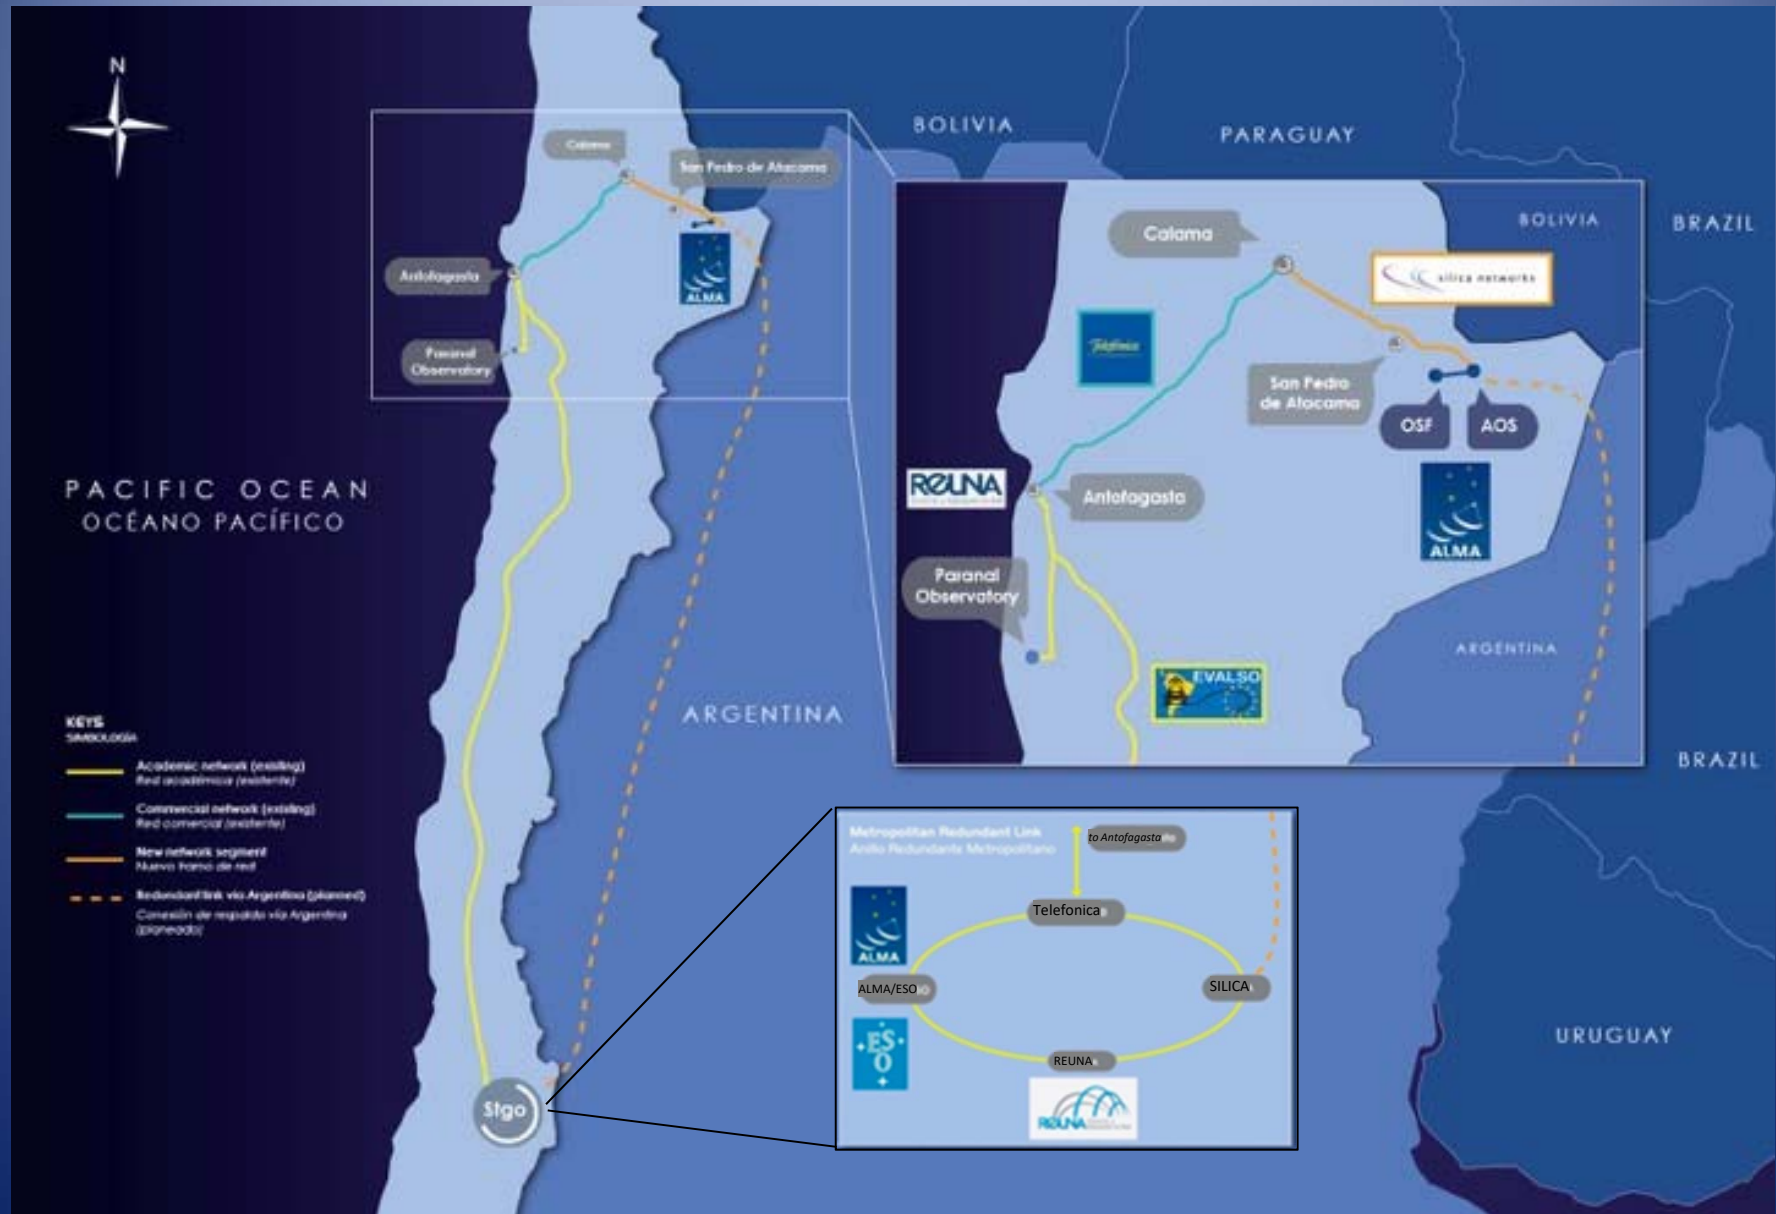 N
BOLIVIA
PARAGUAY
Calama
San Pedro de Atacama
ALMA
Antofagasta
Paranal
Observatory
PACIFIC OCEAN
OCÉANO PACÍFICO
ARGENTINA
BRAZIL
BRAZIL
URUGUAY
KEYS
SIMBOLOGÍA
Academic network (existing)
Red académica (existente)
Commercial network (existing)
Red comercial (existente)
New network segment
Nuevo tramo de red
Redundant link via Argentina (planned)
Conexión de respaldo vía Argentina
(planeado)
Stgo
Calama
BOLIVIA
silica networks
Telefónica
San Pedro
de Atacama
OSF
AOS
REUNA
Antofagasta
ALMA
Paranal
Observatory
EVALSO
ARGENTINA
Metropolitan Redundant Link
Anillo Redundante Metropolitano
to Antofagasta
Telefonica
ALMA
ALMA/ESO
SILICA
ESO
REUNA
REUNA